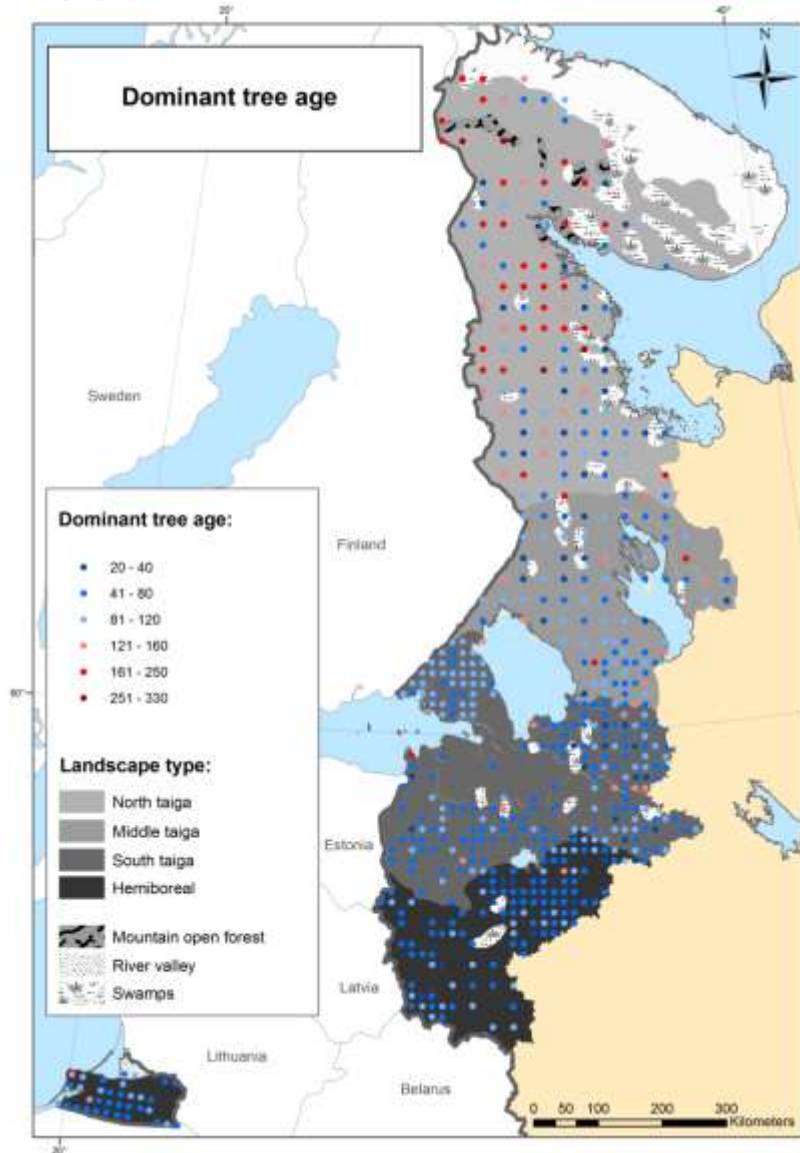 25°
40°
N
Dominant tree age
Sweden
Finland
Dominant tree age:
20 - 40
41 - 80
81 - 120
121 - 160
161 - 250
251 - 330
60°
Landscape type:
North taiga
Middle taiga
South taiga
Hemiboreal
Mountain open forest
River valley
Swamps
Estonia
Latvia
Lithuania
Belarus
0 50 100 200 300
Kilometers